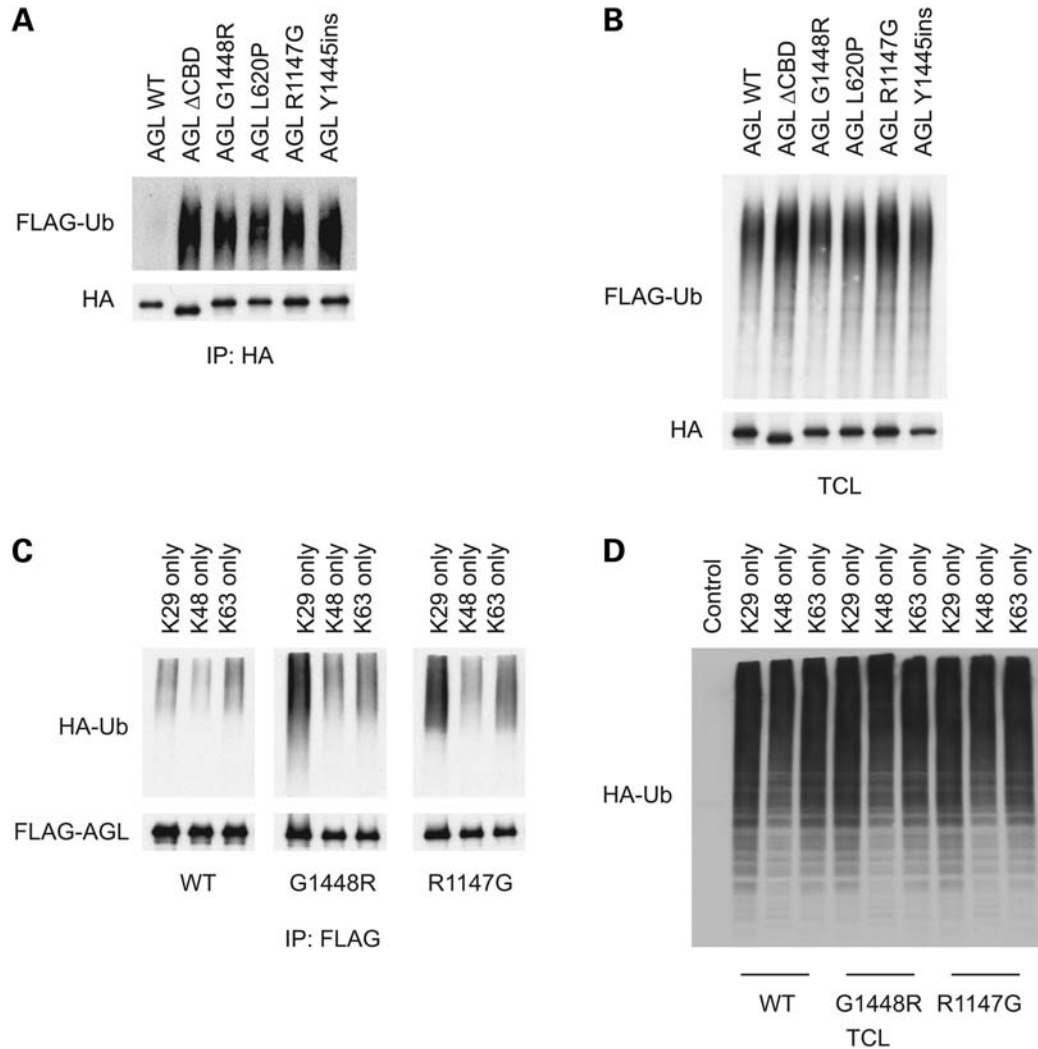 A
AGL WT
AGL ΔCBD
AGL G1448R
AGL L620P
AGL R1147G
AGL Y1445ins
FLAG-Ub
HA
IP: HA
B
AGL WT
AGL ΔCBD
AGL G1448R
AGL L620P
AGL R1147G
AGL Y1445ins
FLAG-Ub
HA
TCL
C
K29 only
K48 only
K63 only
K29 only
K48 only
K63 only
K29 only
K48 only
K63 only
HA-Ub
FLAG-AGL
WT
G1448R
R1147G
IP: FLAG
D
Control
K29 only
K48 only
K63 only
K29 only
K48 only
K63 only
K29 only
K48 only
K63 only
HA-Ub
WT
G1448R
R1147G
TCL